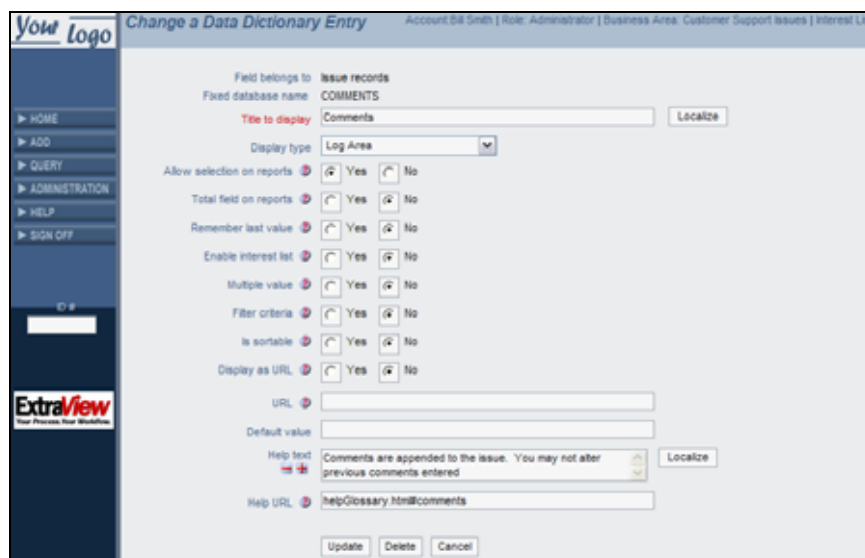 Your Logo
Change a Data Dictionary Entry
Account:Bill Smith | Role: Administrator | Business Area: Customer Support Issues | Interest
Field belongs to Issue records
Fixed database name COMMENTS
Title to display Comments Localize
Display type Log Area
Allow selection on reports Yes No
Total field on reports Yes No
Remember last value Yes No
Enable interest list Yes No
Multiple value Yes No
Filter criteria Yes No
Is sortable Yes No
Display as URL Yes No
URL
Default value
Help text Comments are appended to the issue. You may not alter Localize
previous comments entered
Help URL helpGlossary.html#comments
Update Delete Cancel
HOME
ADD
QUERY
ADMINISTRATION
HELP
SIGN OFF
ID #
ExtraView
Your Process. Your Workflow.